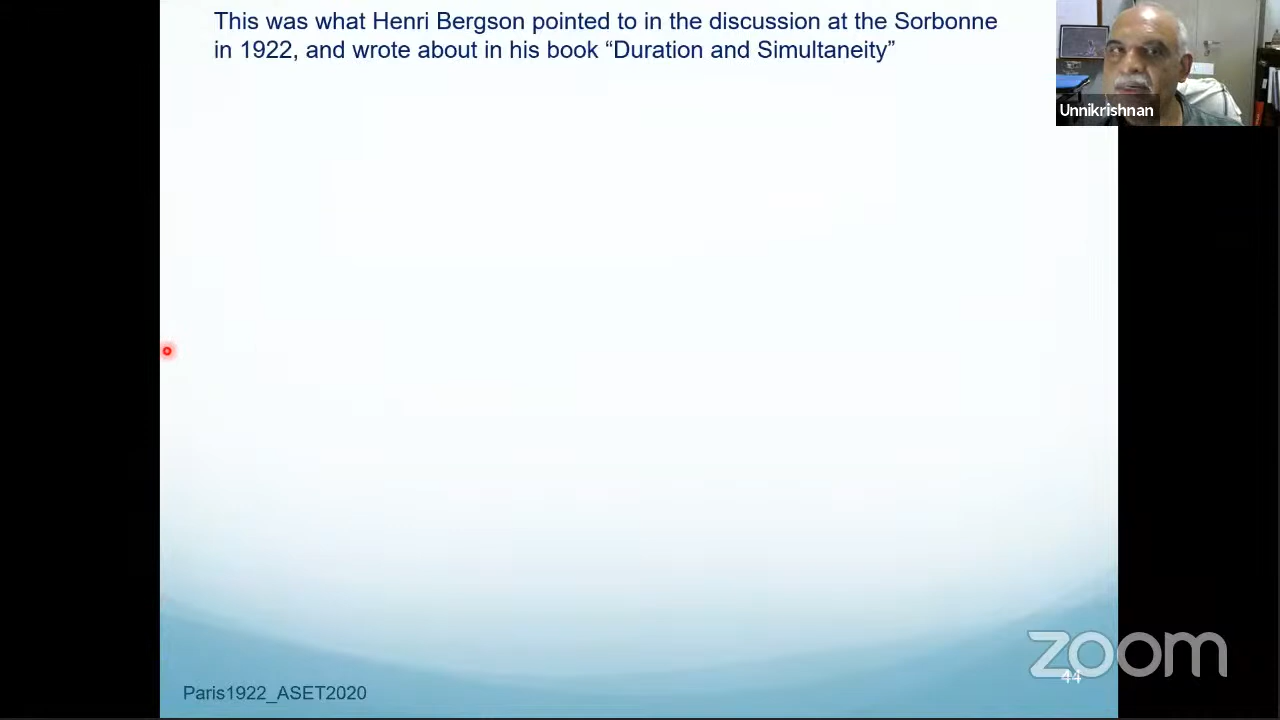 This was what Henri Bergson pointed to in the discussion at the Sorbonne
in 1922, and wrote about in his book “Duration and Simultaneity”
Unnikrishnan
zoom
44
Paris1922_ASET2020